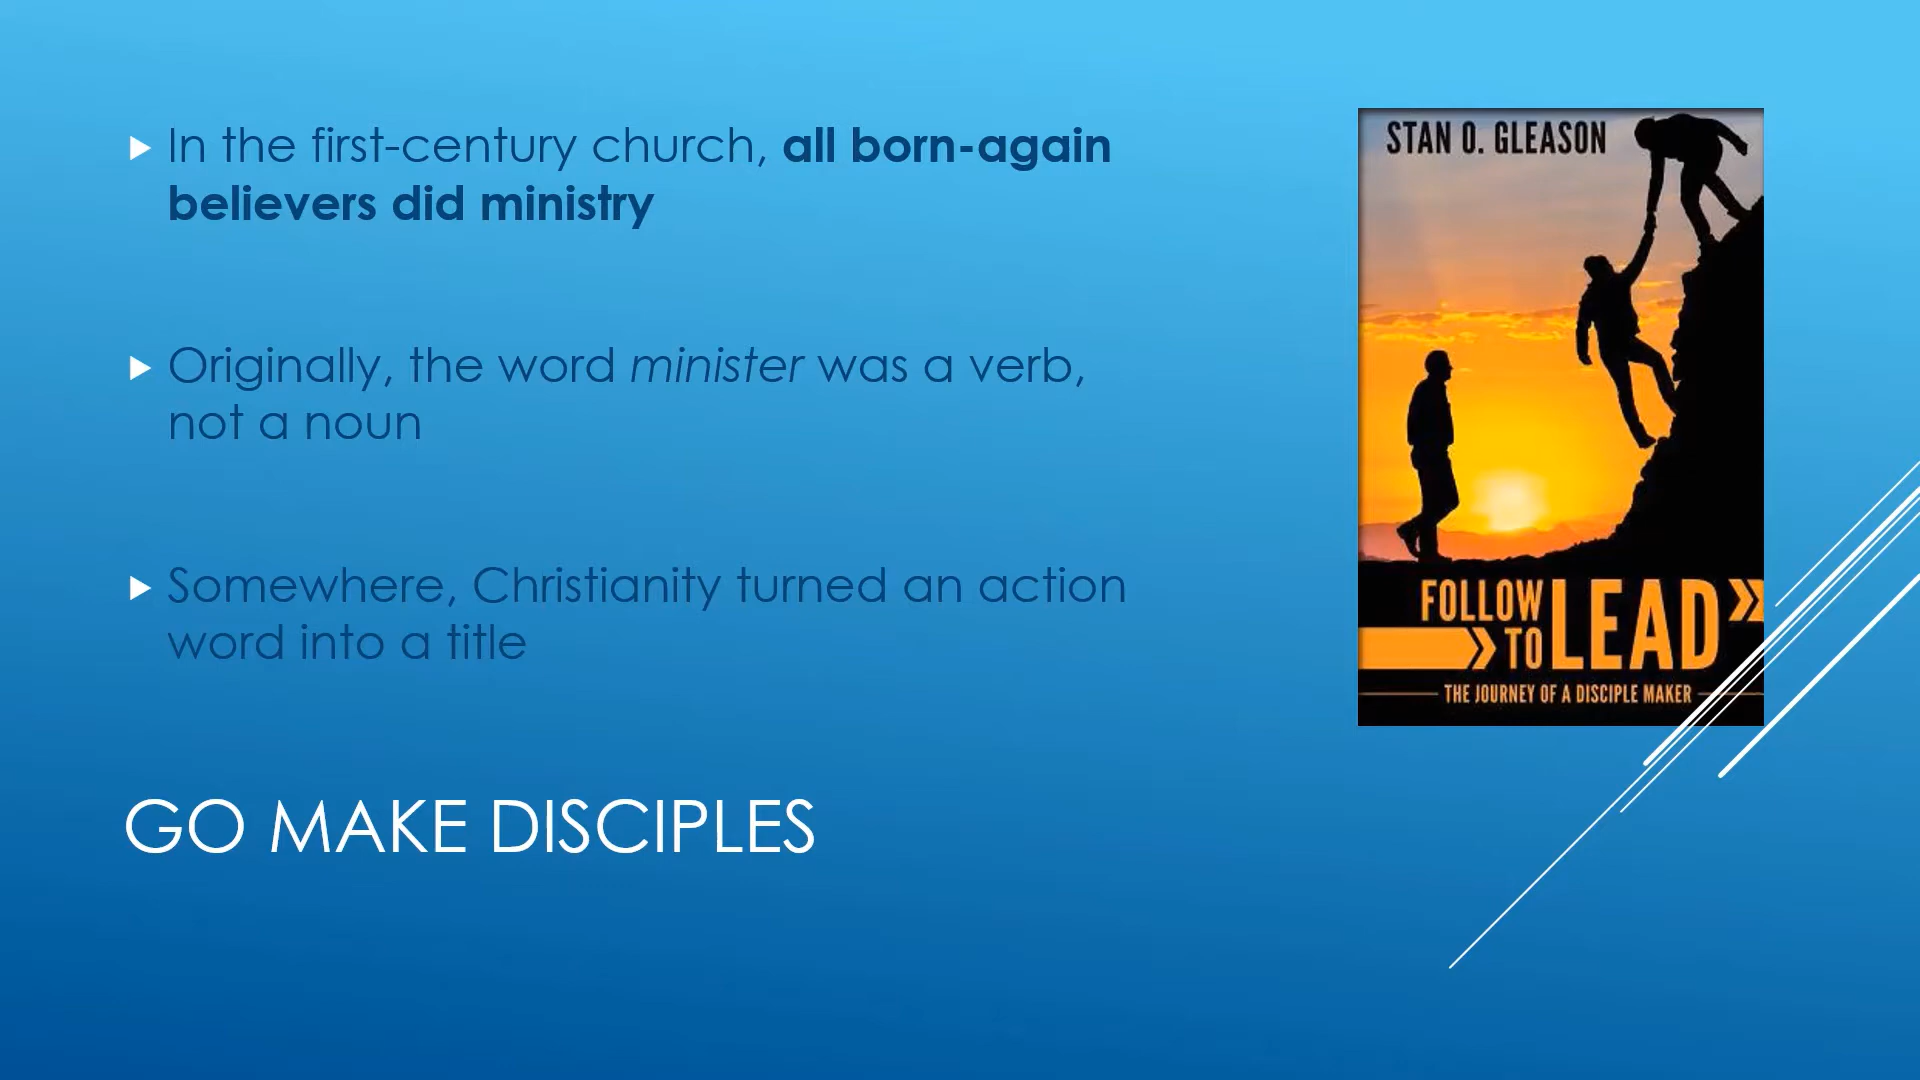 In the first-century church, all born-again
believers did ministry
Originally, the word minister was a verb,
not a noun
Somewhere, Christianity turned an action
word into a title
GO MAKE DISCIPLES
STAN O. GLEASON
FOLLOW
TO LEAD
THE JOURNEY OF A DISCIPLE MAKER